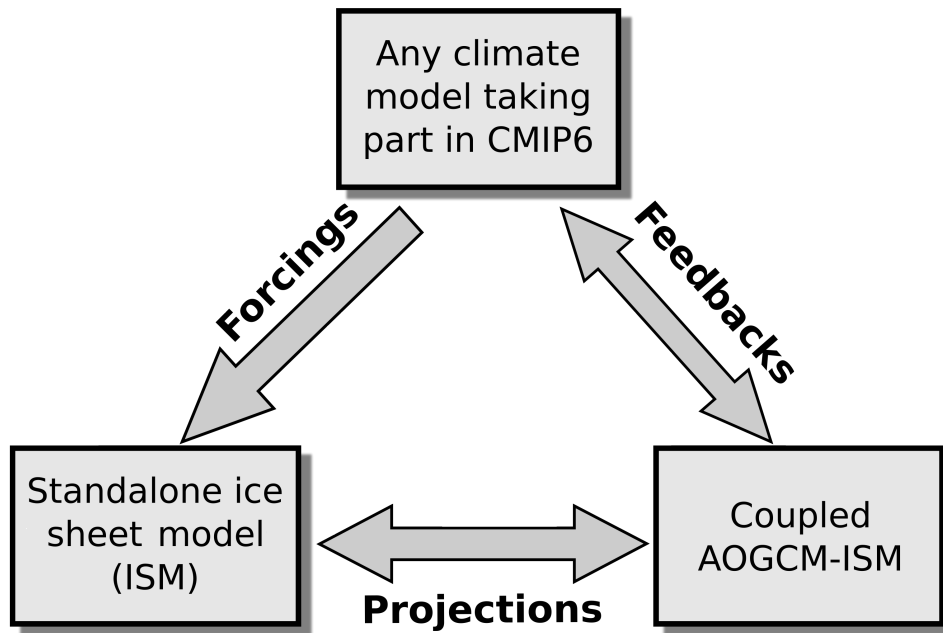 Any climate
model taking
part in CMIP6
Forcings
Feedbacks
Standalone ice
sheet model
(ISM)
Coupled
AOGCM-ISM
Projections